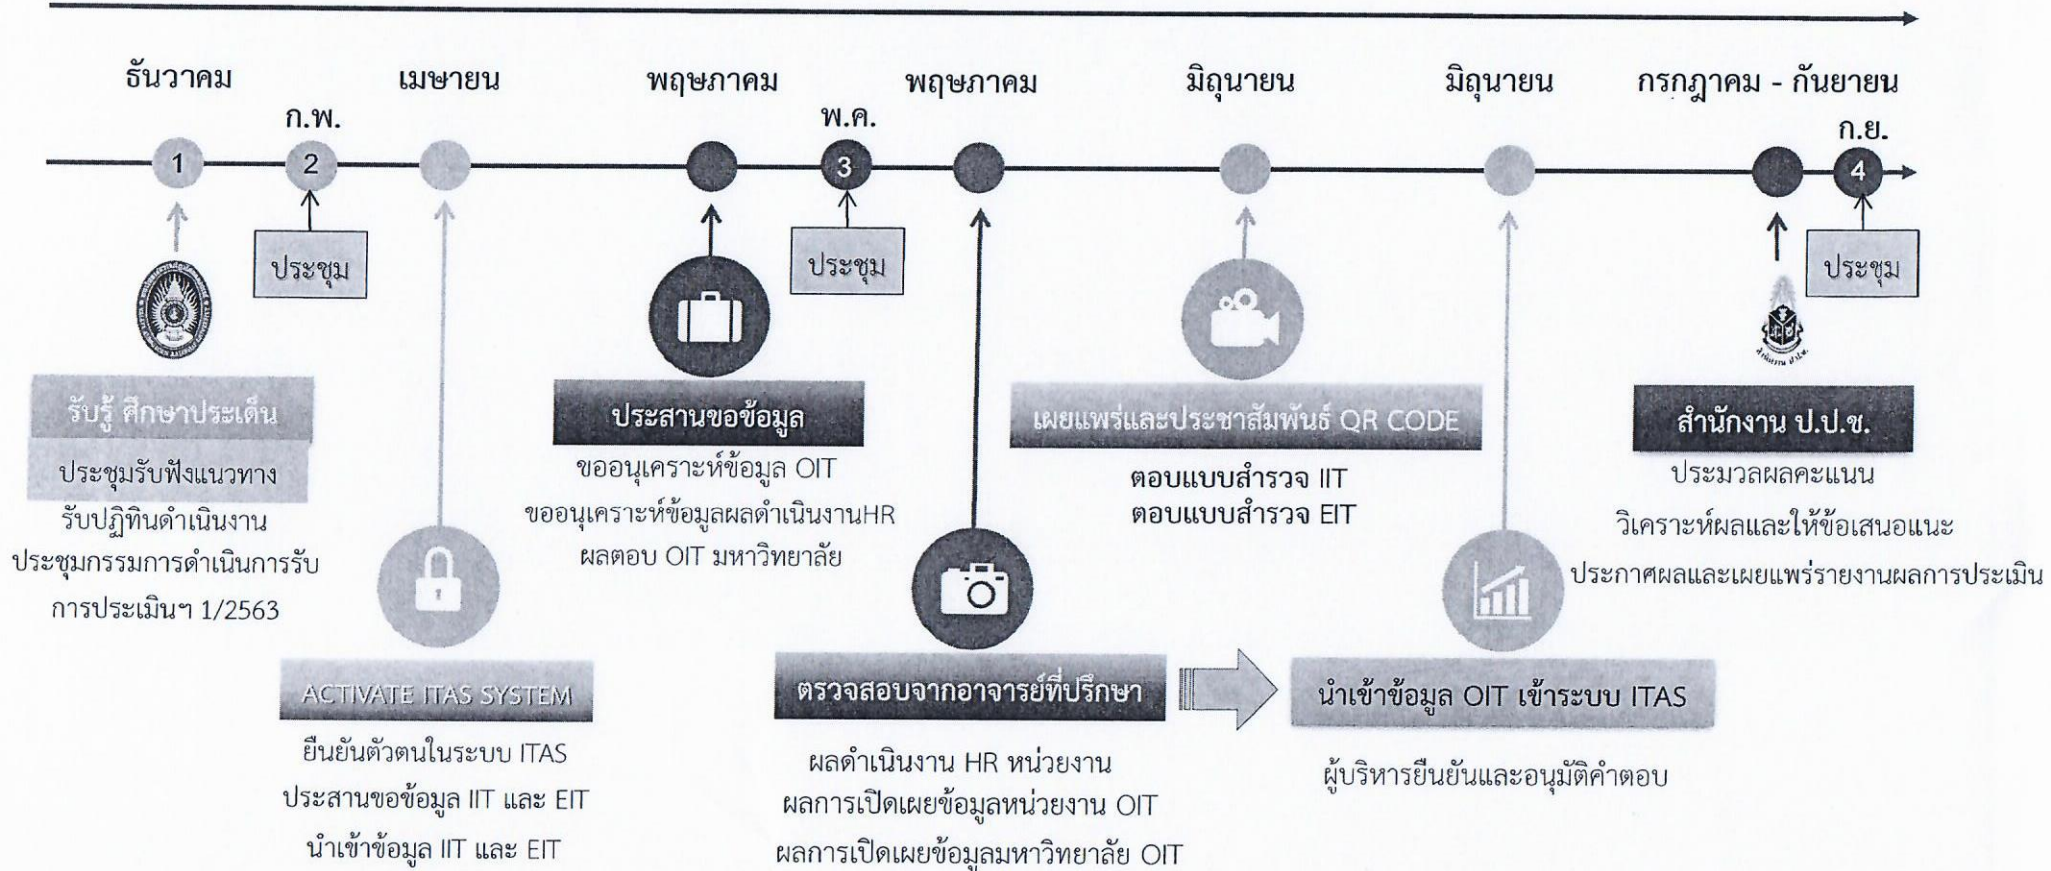 ธันวาคม
เมษายน
พฤษภาคม
พฤษภาคม
มิถุนายน
มิถุนายน
กรกฎาคม - กันยายน
ก.พ.
พ.ค.
ก.ย.
1
2
3
4
ประชุม
ประชุม
ประชุม
สำนักงาน ป.ป.ช.
รับรู้ ศึกษาประเด็น
ประชุมรับฟังแนวทาง
รับปฏิทินดำเนินงาน
ประชุมกรรมการดำเนินการรับ
การประเมินฯ 1/2563
ACTIVATE ITAS SYSTEM
ยืนยันตัวตนในระบบ ITAS
ประสานขอข้อมูล IIT และ EIT
นำเข้าข้อมูล IIT และ EIT
ประสานขอข้อมูล
ขออนุเคราะห์ข้อมูล OIT
ขออนุเคราะห์ข้อมูลผลดำเนินงานHR
ผลตอบ OIT มหาวิทยาลัย
ตรวจสอบจากอาจารย์ที่ปรึกษา
ผลดำเนินงาน HR หน่วยงาน
ผลการเปิดเผยข้อมูลหน่วยงาน OIT
ผลการเปิดเผยข้อมูลมหาวิทยาลัย OIT
เผยแพร่และประชาสัมพันธ์ QR CODE
ตอบแบบสำรวจ IIT
ตอบแบบสำรวจ EIT
นำเข้าข้อมูล OIT เข้าระบบ ITAS
ผู้บริหารยืนยันและอนุมัติคำตอบ
สำนักงาน ป.ป.ช.
ประมวลผลคะแนน
วิเคราะห์ผลและให้ข้อเสนอแนะ
ประกาศผลและเผยแพร่รายงานผลการประเมิน